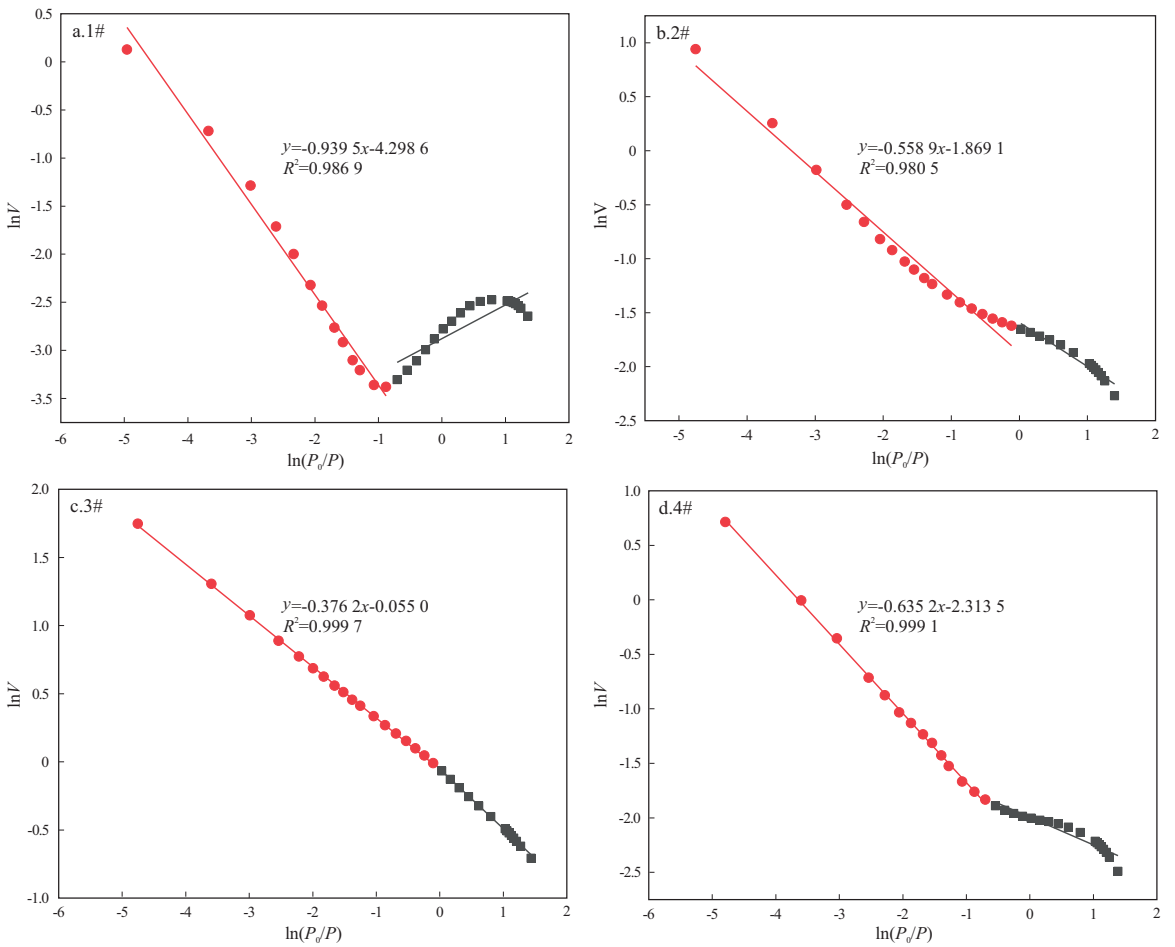 a.1#
0.5
0
-0.5
-1.0
-1.5
-2.0
-2.5
-3.0
-3.5
lnV
y=-0.939 5x-4.298 6
R²=0.986 9
-6 -5 -4 -3 -2 -1 0 1 2
ln(P₀/P)
b.2#
1.0
0.5
0
-0.5
-1.0
-1.5
-2.0
-2.5
lnV
y=-0.558 9x-1.869 1
R²=0.980 5
-5 -4 -3 -2 -1 0 1 2
ln(P₀/P)
c.3#
2.0
1.5
1.0
0.5
0
-0.5
-1.0
lnV
y=-0.376 2x-0.055 0
R²=0.999 7
-6 -5 -4 -3 -2 -1 0 1 2
ln(P₀/P)
d.4#
1.0
0.5
0
-0.5
-1.0
-1.5
-2.0
-2.5
lnV
y=-0.635 2x-2.313 5
R²=0.999 1
-6 -5 -4 -3 -2 -1 0 1 2
ln(P₀/P)